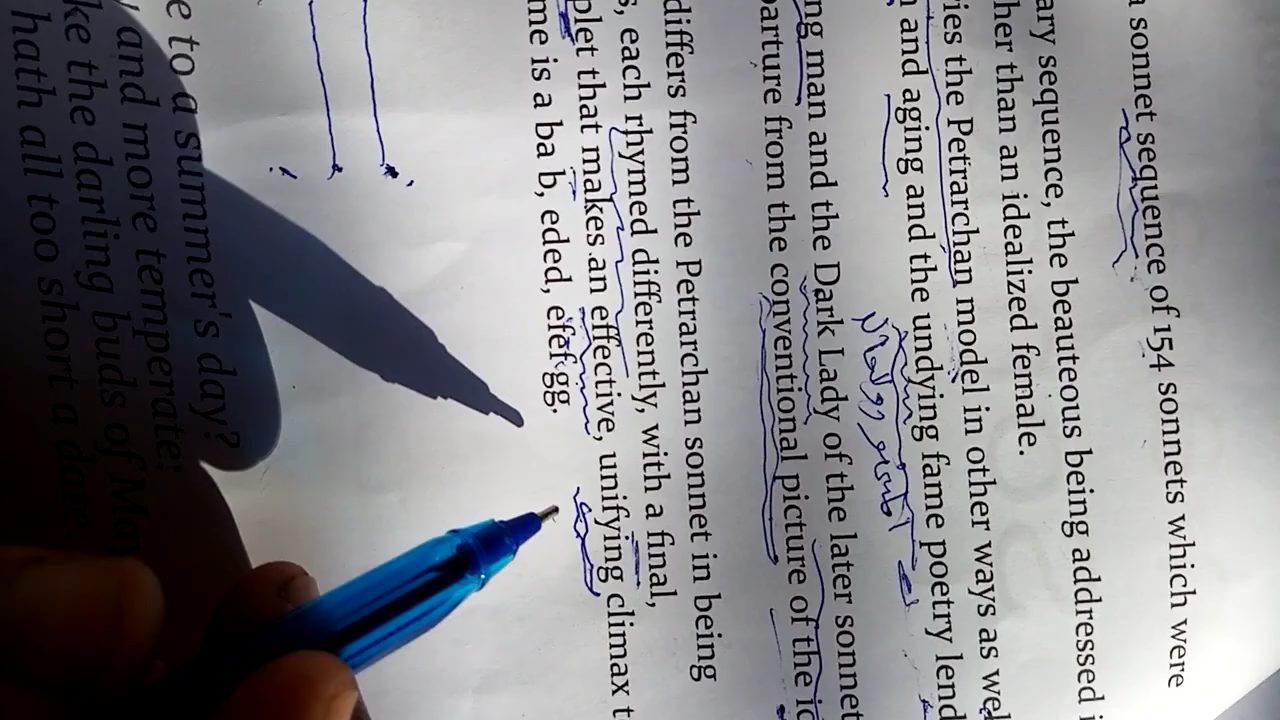 a sonnet sequence of 154 sonnets which were
ary sequence, the beauteous being addressed
her than an idealized female.
ries the Petrarchan model in other ways as wel
and aging and the undying fame poetry lend
ng man and the Dark Lady of the later sonnet
parture from the conventional picture of the id
differs from the Petrarchan sonnet in being
s, each rhymed differently, with a final,
plet that makes an effective, unifying climax t
me is a ba b, eded, efef gg.
e to a summer's day?
and more temperate:
ke the darling buds of May
hath all too short a date